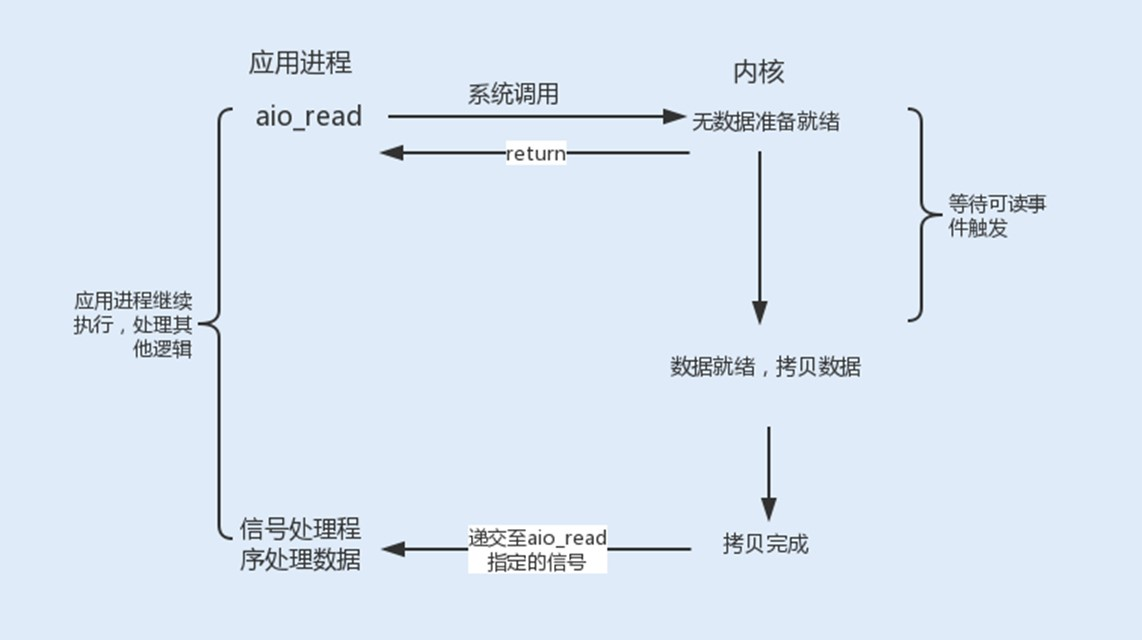 应用进程
内核
系统调用
aio_read
无数据准备就绪
return
等待可读事
件触发
应用进程继续
执行，处理其
他逻辑
数据就绪，拷贝数据
信号处理程
序处理数据
递交至aio_read
指定的信号
拷贝完成